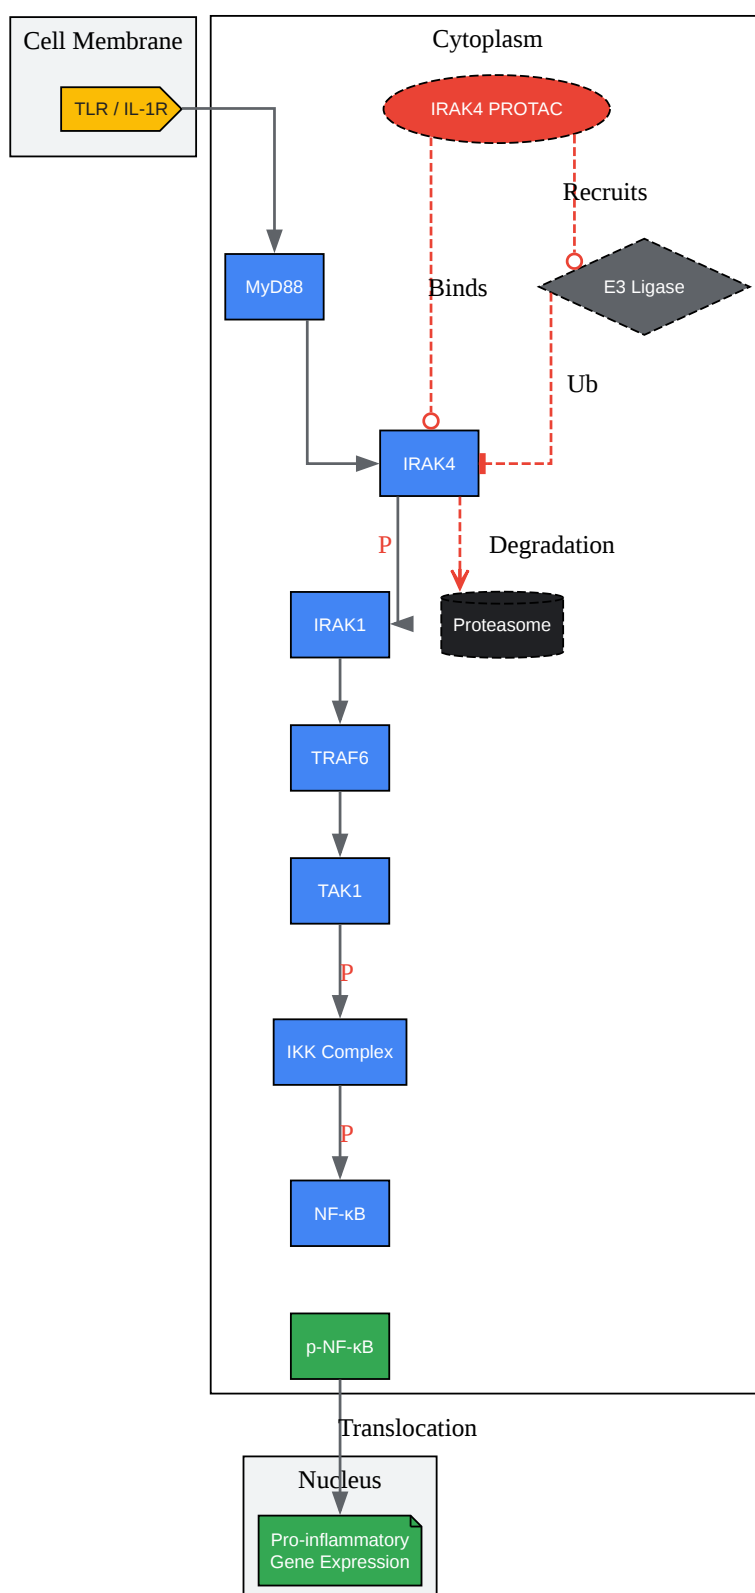 Cell Membrane
Cytoplasm
TLR / IL-1R
IRAK4 PROTAC
Recruits
MyD88
Binds
E3 Ligase
Ub
IRAK4
P
Degradation
IRAK1
Proteasome
TRAF6
TAK1
P
IKK Complex
P
NF-κB
p-NF-κB
Translocation
Nucleus
Pro-inflammatory
Gene Expression